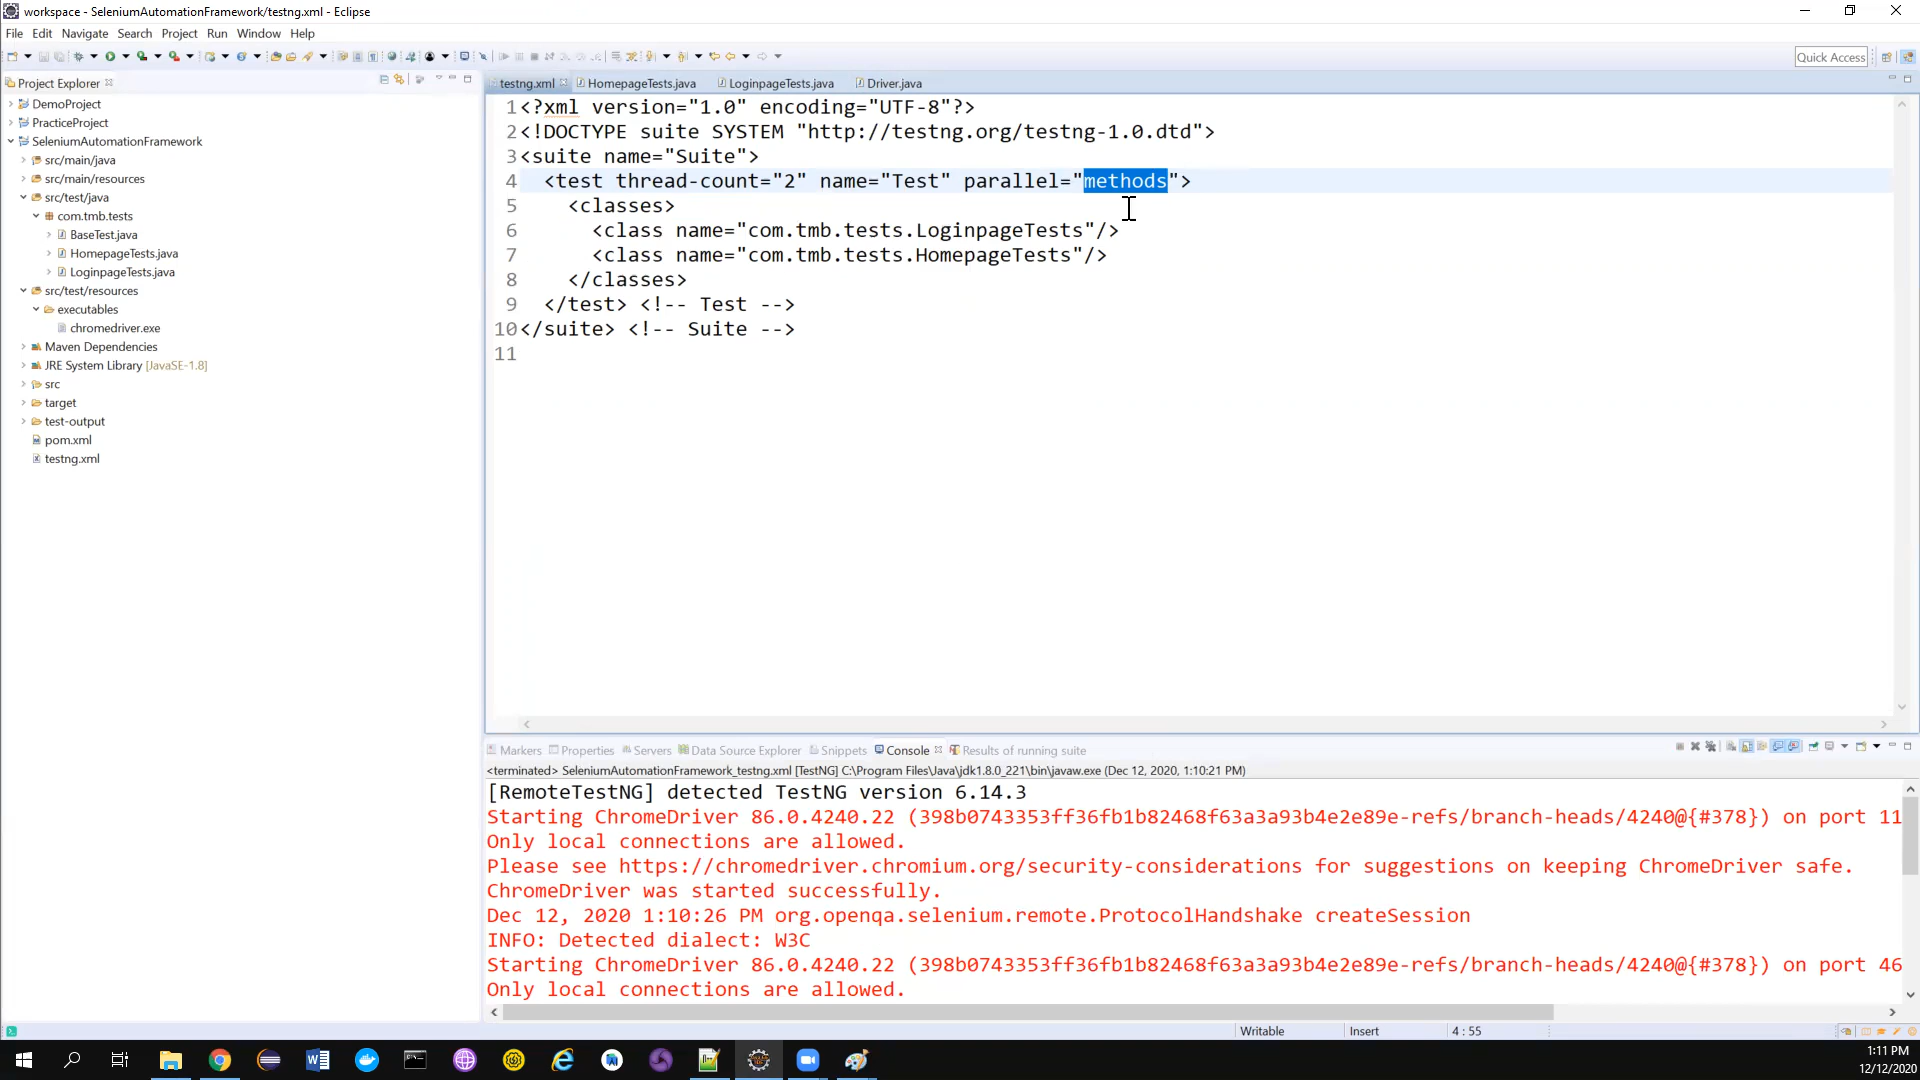 workspace - SeleniumAutomationFramework/testng.xml - Eclipse
File Edit Navigate Search Project Run Window Help
Quick Access
Project Explorer
testng.xml HomepageTests.java LoginpageTests.java Driver.java
DemoProject
PracticeProject
SeleniumAutomationFramework
src/main/java
src/main/resources
src/test/java
com.tmb.tests
BaseTest.java
HomepageTests.java
LoginpageTests.java
src/test/resources
executables
chromedriver.exe
Maven Dependencies
JRE System Library [JavaSE-1.8]
src
target
test-output
pom.xml
testng.xml
1 <?xml version="1.0" encoding="UTF-8"?>
2 <!DOCTYPE suite SYSTEM "http://testng.org/testng-1.0.dtd">
3 <suite name="Suite">
4 <test thread-count="2" name="Test" parallel="methods">
5 <classes>
6 <class name="com.tmb.tests.LoginpageTests"/>
7 <class name="com.tmb.tests.HomepageTests"/>
8 </classes>
9 </test> <!-- Test -->
10 </suite> <!-- Suite -->
11
Markers Properties Servers Data Source Explorer Snippets Console Results of running suite
<terminated> SeleniumAutomationFramework_testng.xml [TestNG] C:\Program Files\Java\jdk1.8.0_221\bin\javaw.exe (Dec 12, 2020, 1:10:21 PM)
[RemoteTestNG] detected TestNG version 6.14.3
Starting ChromeDriver 86.0.4240.22 (398b0743353ff36fb1b82468f63a3a93b4e2e89e-refs/branch-heads/4240@{#378}) on port 11
Only local connections are allowed.
Please see https://chromedriver.chromium.org/security-considerations for suggestions on keeping ChromeDriver safe.
ChromeDriver was started successfully.
Dec 12, 2020 1:10:26 PM org.openqa.selenium.remote.ProtocolHandshake createSession
INFO: Detected dialect: W3C
Starting ChromeDriver 86.0.4240.22 (398b0743353ff36fb1b82468f63a3a93b4e2e89e-refs/branch-heads/4240@{#378}) on port 46
Only local connections are allowed.
Writable Insert 4 : 55
1:11 PM
12/12/2020